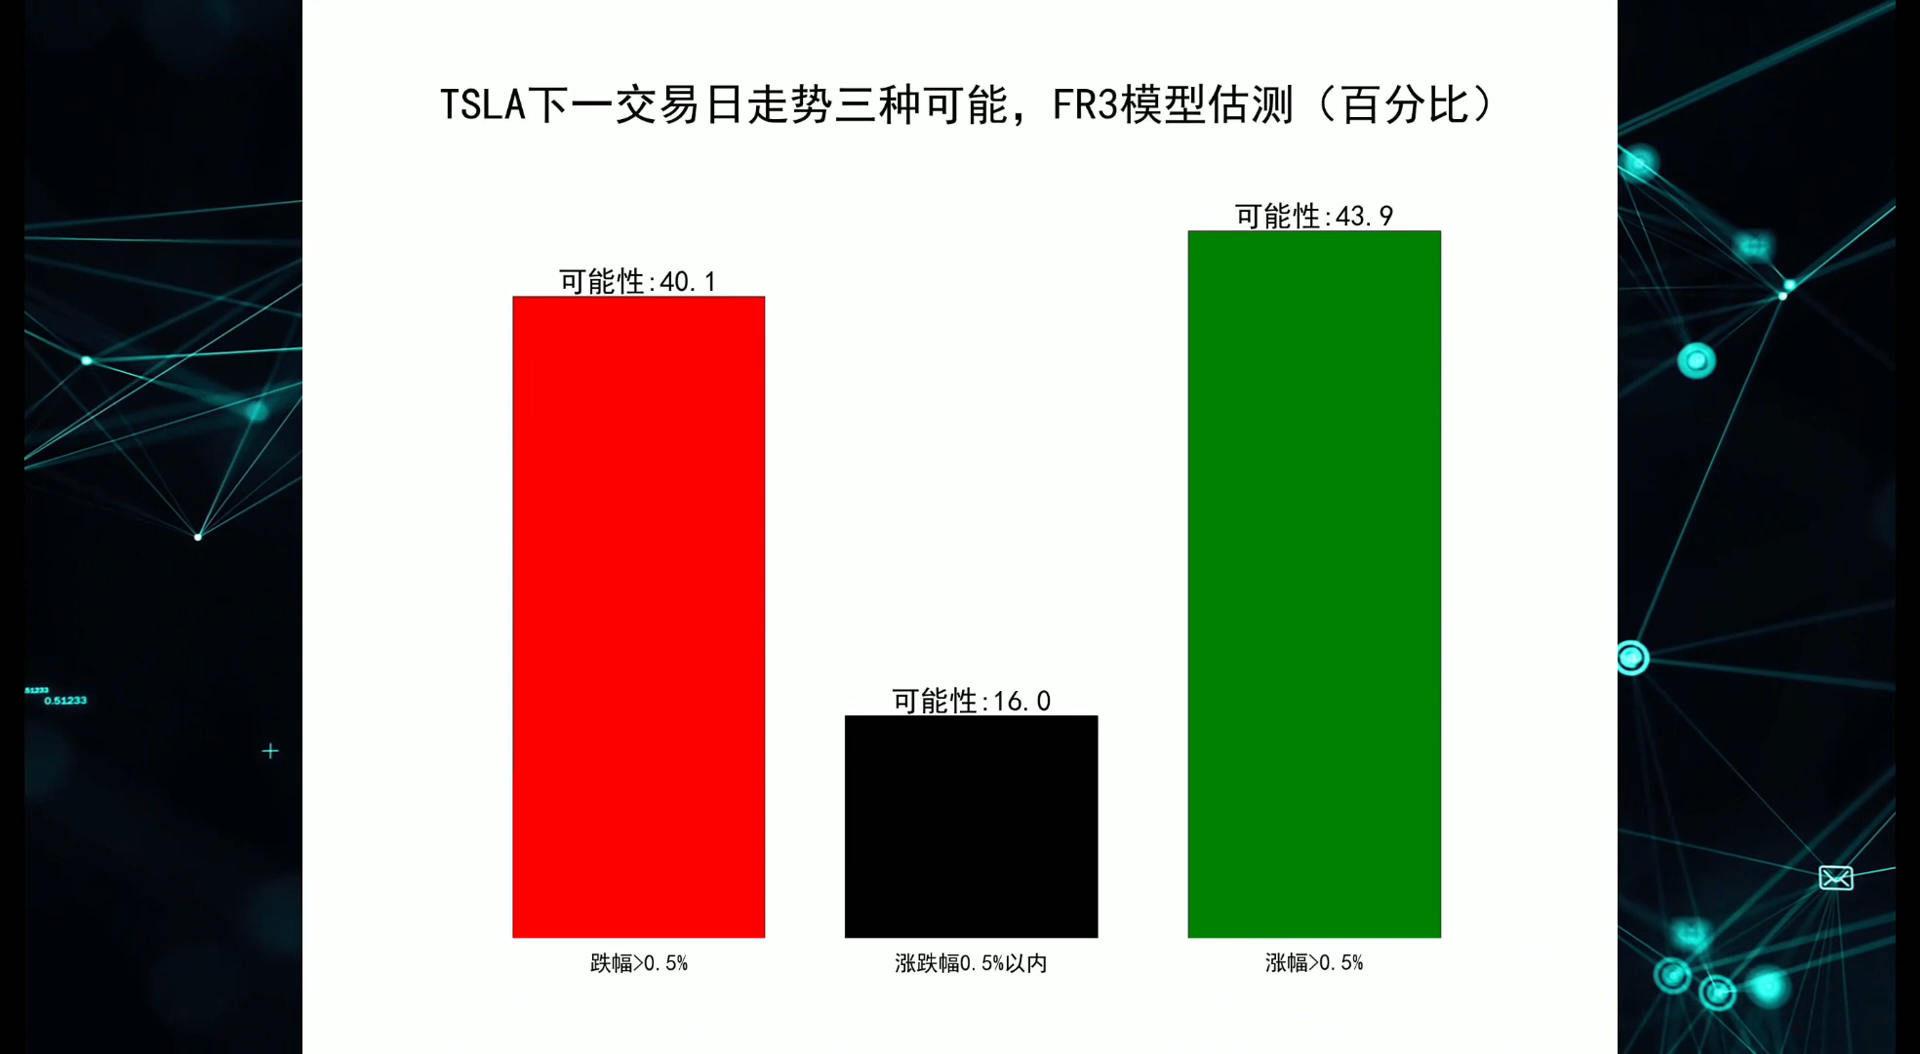 TSLA下一交易日走势三种可能，FR3模型估测（百分比）
可能性:43.9
可能性:40.1
可能性:16.0
51233
0.51233
跌幅>0.5%
涨跌幅0.5%以内
涨幅>0.5%